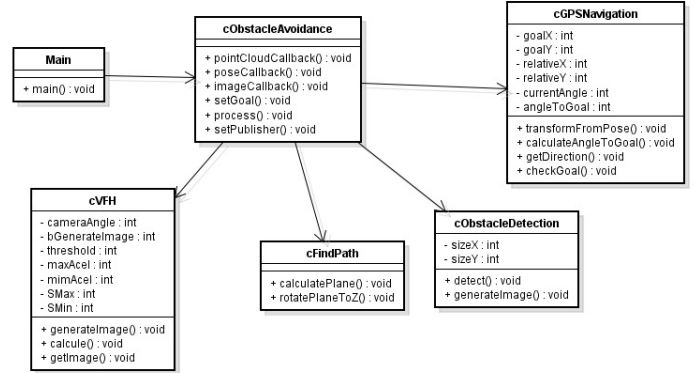 Main
+ main() : void
cObstacleAvoidance
+ pointCloudCallback() : void
+ poseCallback() : void
+ imageCallback() : void
+ setGoal() : void
+ process() : void
+ setPublisher() : void
cGPSNavigation
- goalX : int
- goalY : int
- relativeX : int
- relativeY : int
- currentAngle : int
- angleToGoal : int
+ transformFromPose() : void
+ calculateAngleToGoal() : void
+ getDirection() : void
+ checkGoal() : void
cVFH
- cameraAngle : int
- bGenerateImage : int
- threshold : int
- maxAcel : int
- mimAcel : int
- SMax : int
- SMin : int
+ generateImage() : void
+ calcule() : void
+ getImage() : void
cFindPath
+ calculatePlane() : void
+ rotatePlaneToZ() : void
cObstacleDetection
- sizeX : int
- sizeY : int
+ detect() : void
+ generateImage() : void